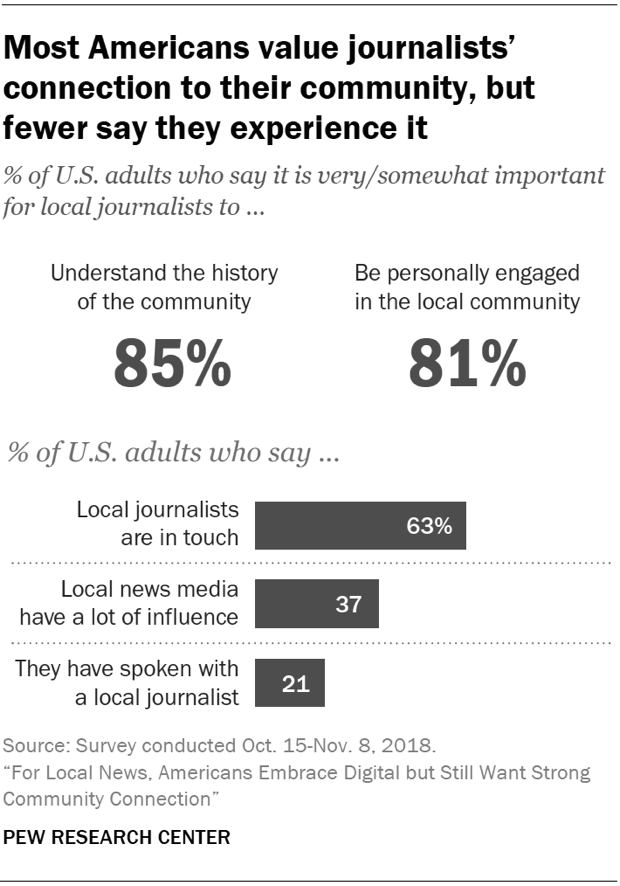 Most Americans value journalists’
connection to their community, but
fewer say they experience it
% of U.S. adults who say it is very/somewhat important
for local journalists to ...
Understand the history
of the community
85%
Be personally engaged
in the local community
81%
% of U.S. adults who say ...
Local journalists
are in touch
63%
Local news media
have a lot of influence
37
They have spoken with
a local journalist
21
Source: Survey conducted Oct. 15-Nov. 8, 2018.
“For Local News, Americans Embrace Digital but Still Want Strong
Community Connection”
PEW RESEARCH CENTER